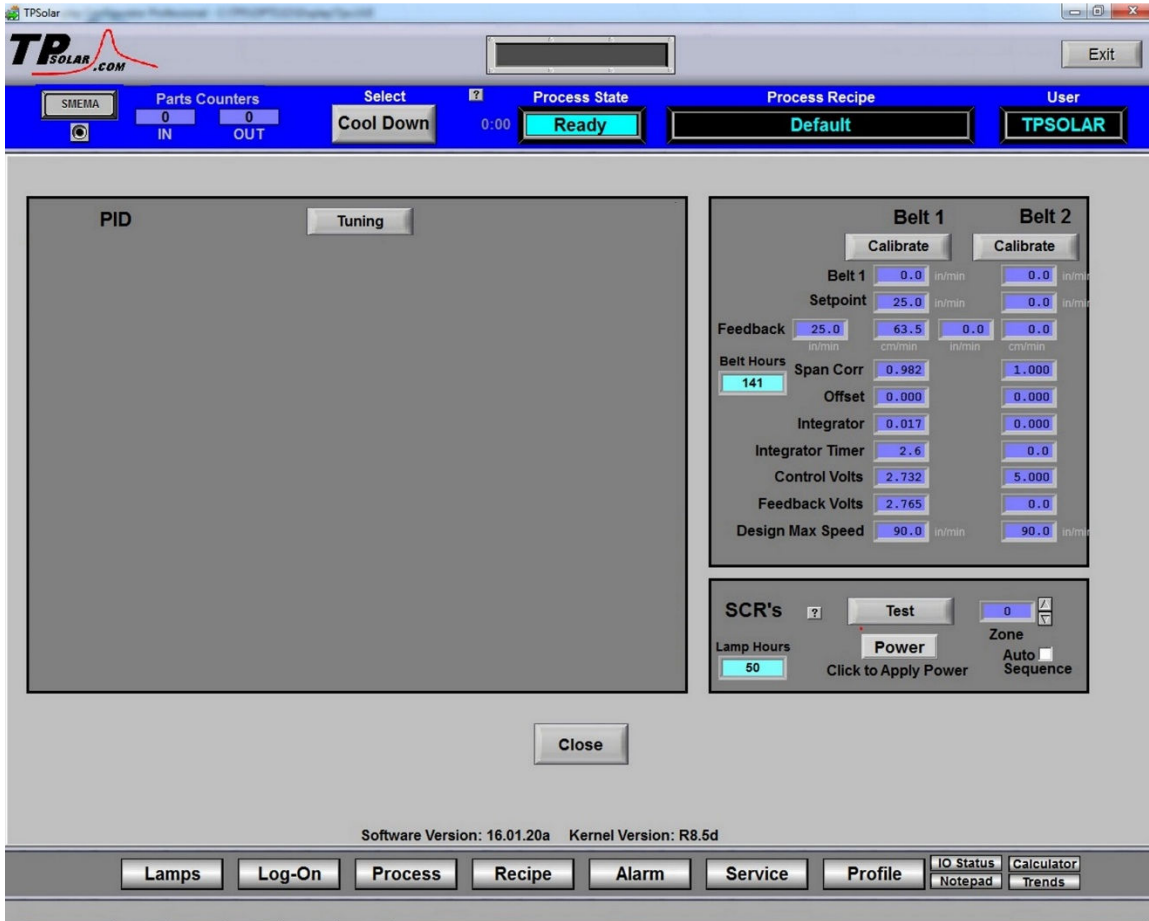 TPSolar
TPSOLAR.COM
Exit
SMEMA
Parts Counters
0 0
IN OUT
Select
Cool Down
?
0:00
Process State
Ready
Process Recipe
Default
User
TPSOLAR
PID
Tuning
Belt 1 Belt 2
Calibrate Calibrate
Belt 1 0.0 in/min 0.0 in/min
Setpoint 25.0 in/min 0.0 in/min
Feedback 25.0 63.5 0.0 0.0
in/min cm/min in/min cm/min
Belt Hours
141
Span Corr 0.982 1.000
Offset 0.000 0.000
Integrator 0.017 0.000
Integrator Timer 2.6 0.0
Control Volts 2.732 5.000
Feedback Volts 2.765 0.0
Design Max Speed 90.0 in/min 90.0 in/min
SCR's ? Test 0
Zone
Lamp Hours
50
Power
Click to Apply Power
Auto
Sequence
Close
Software Version: 16.01.20a Kernel Version: R8.5d
Lamps Log-On Process Recipe Alarm Service Profile
IO Status Calculator
Notepad Trends